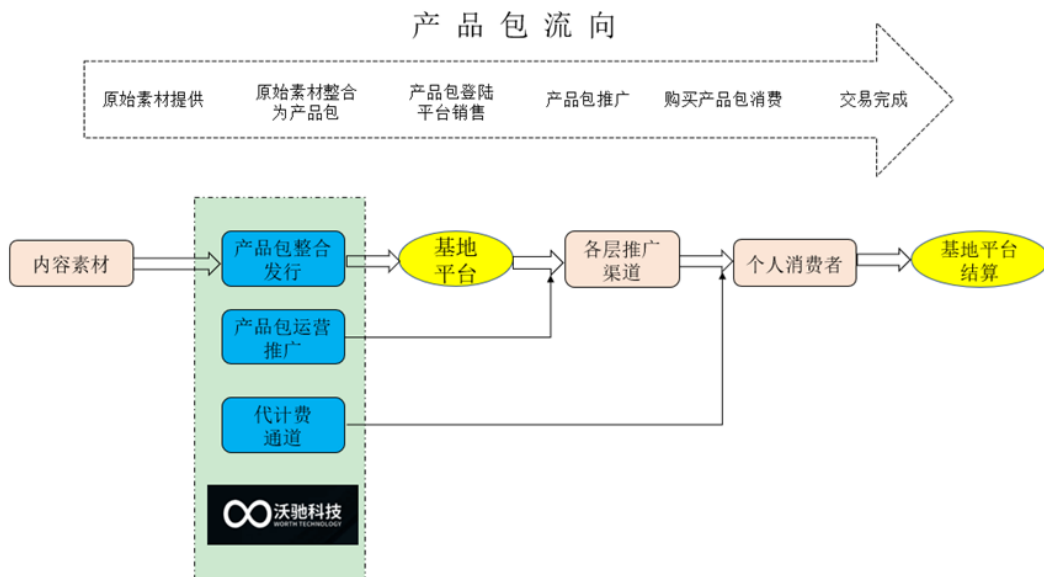 产品包流向
原始素材提供
原始素材整合
为产品包
产品包登陆
平台销售
产品包推广
购买产品包消费
交易完成
内容素材
产品包整合
发行
基地
平台
各层推广
渠道
个人消费者
基地平台
结算
产品包运营
推广
代计费
通道
沃驰科技
WORTH TECHNOLOGY